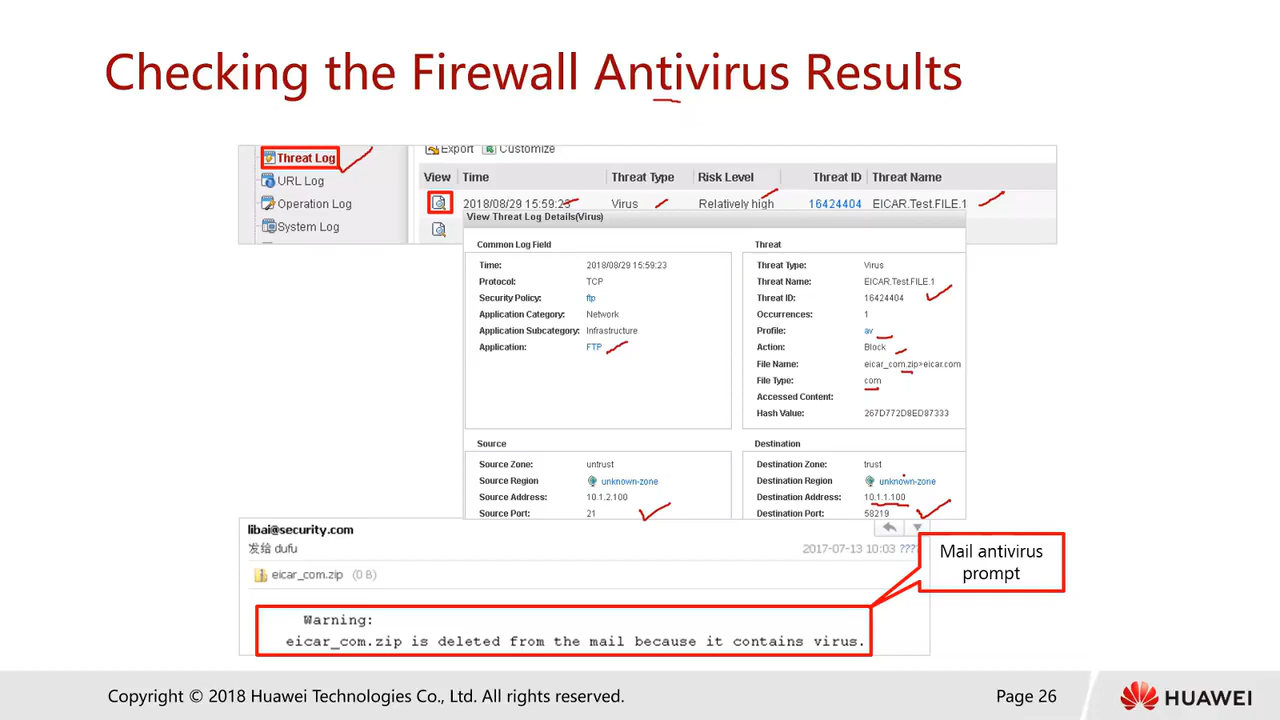 Checking the Firewall Antivirus Results
Threat Log
URL Log
Operation Log
System Log
Export Customize
View Time Threat Type Risk Level Threat ID Threat Name
2018/08/29 15:59:23 Virus Relatively high 16424404 EICAR.Test.FILE.1
View Threat Log Details(Virus)
Common Log Field
Time: 2018/08/29 15:59:23
Protocol: TCP
Security Policy: ftp
Application Category: Network
Application Subcategory: Infrastructure
Application: FTP
Threat
Threat Type: Virus
Threat Name: EICAR.Test.FILE.1
Threat ID: 16424404
Occurrences: 1
Profile: av
Action: Block
File Name: eicar_com.zip>eicar.com
File Type: com
Accessed Content:
Hash Value: 267D772D8ED87333
Source
Source Zone: untrust
Source Region unknown-zone
Source Address: 10.1.2.100
Source Port: 21
Destination
Destination Zone: trust
Destination Region unknown-zone
Destination Address: 10.1.1.100
Destination Port: 58219
libai@security.com
发给 dufu
2017-07-13 10:03 ????
eicar_com.zip (0 B)
Mail antivirus
prompt
Warning:
eicar_com.zip is deleted from the mail because it contains virus.
Copyright © 2018 Huawei Technologies Co., Ltd. All rights reserved.
Page 26
HUAWEI